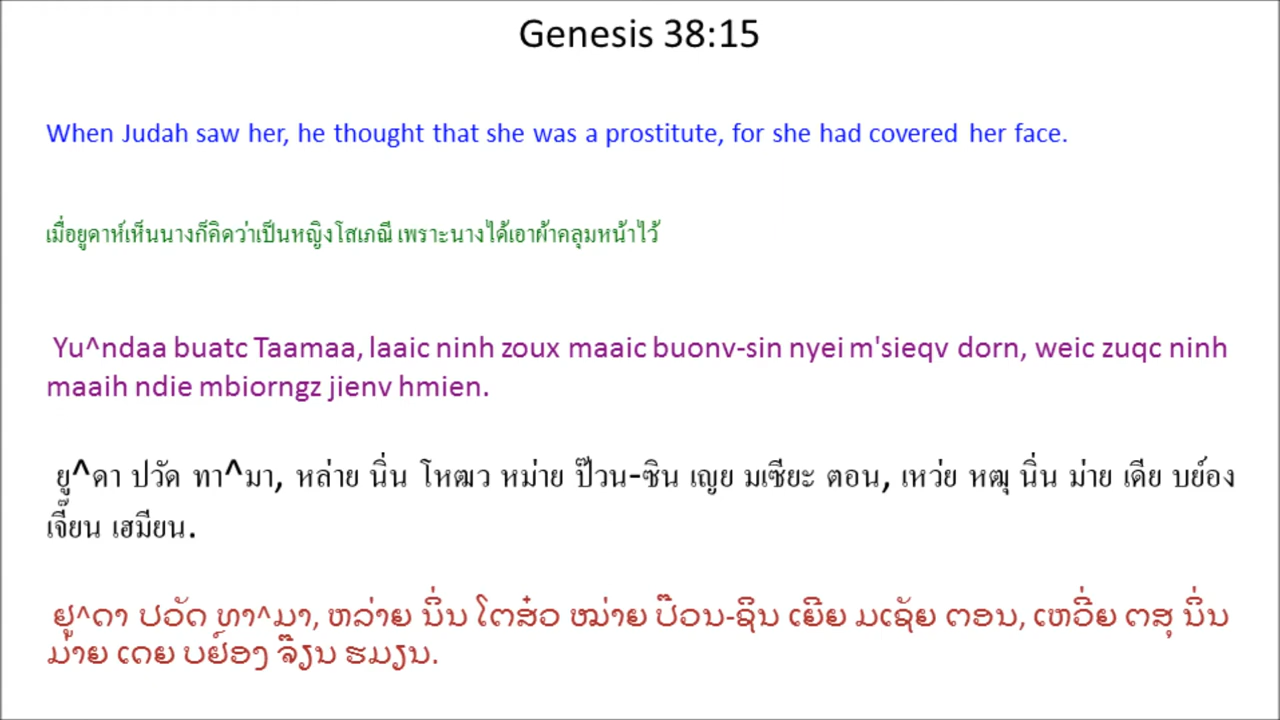 Genesis 38:15
When Judah saw her, he thought that she was a prostitute, for she had covered her face.
เมื่อยูดาห์เห็นนางก็คิดว่าเป็นหญิงโสเภณี เพราะนางได้เอาผ้าคลุมหน้าไว้
Yu^ndaa buatc Taamaa, laaic ninh zoux maaic buonv-sin nyei m'sieqv dorn, weic zuqc ninh
maaih ndie mbiorngz jienv hmien.
ยู^ดา ปวัด ทา^มา, หล่าย นิ่น โหฒว หม่าย ป๊วน-ซิน เญย มเซียะ ตอน, เหว่ย หฒุ นิ่น ม่าย เดีย บย์อง
เจี๊ยน เฮมียน.
ຢູ^ດາ ປວັດ ທາ^ມາ, ຫລ່າຍ ນິ່ນ ໂຕສ໋ວ ໝ່າຍ ປ໊ວນ-ຊິນ ເຍີຍ ມເຊັຍ ຕອນ, ເຫວີ່ຍ ຕສຸ ນິ່ນ
ມ່າຍ ເດຍ ບຢ໌ອງ ຈ໊ຽນ ຮມຽນ.